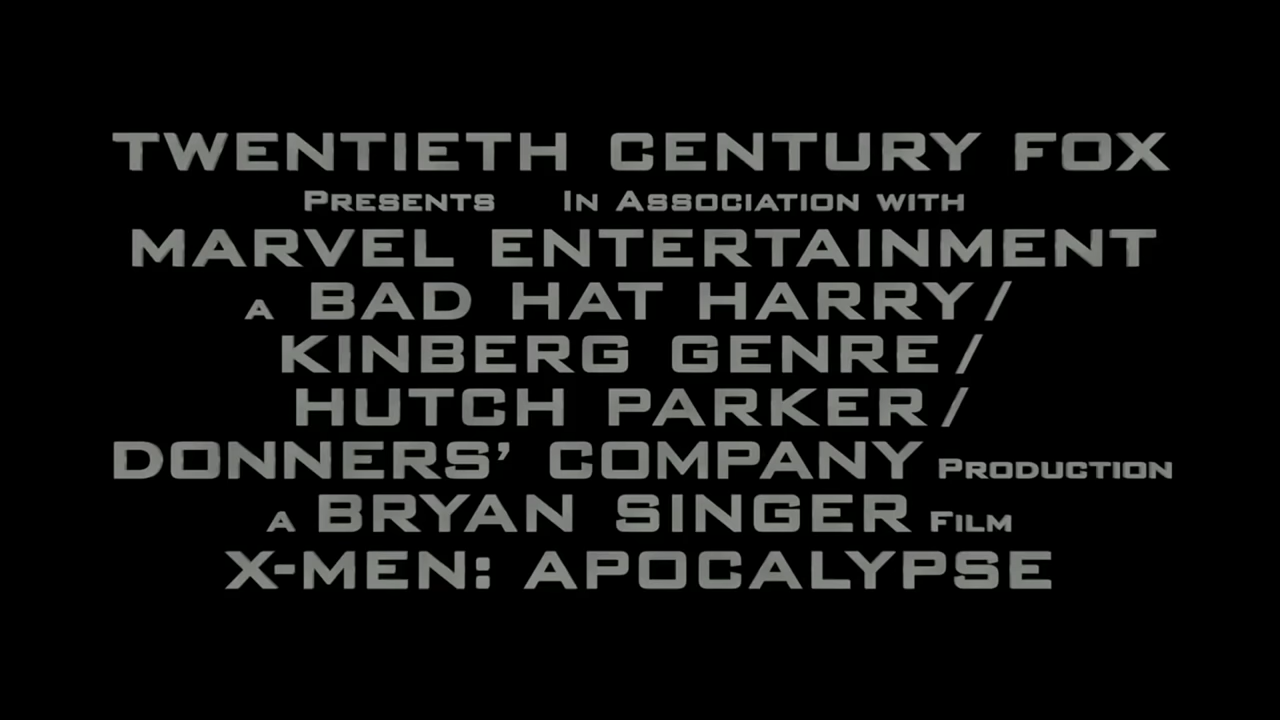 TWENTIETH CENTURY FOX
PRESENTS IN ASSOCIATION WITH
MARVEL ENTERTAINMENT
A BAD HAT HARRY/
KINBERG GENRE/
HUTCH PARKER/
DONNERS' COMPANY PRODUCTION
A BRYAN SINGER FILM
X-MEN: APOCALYPSE